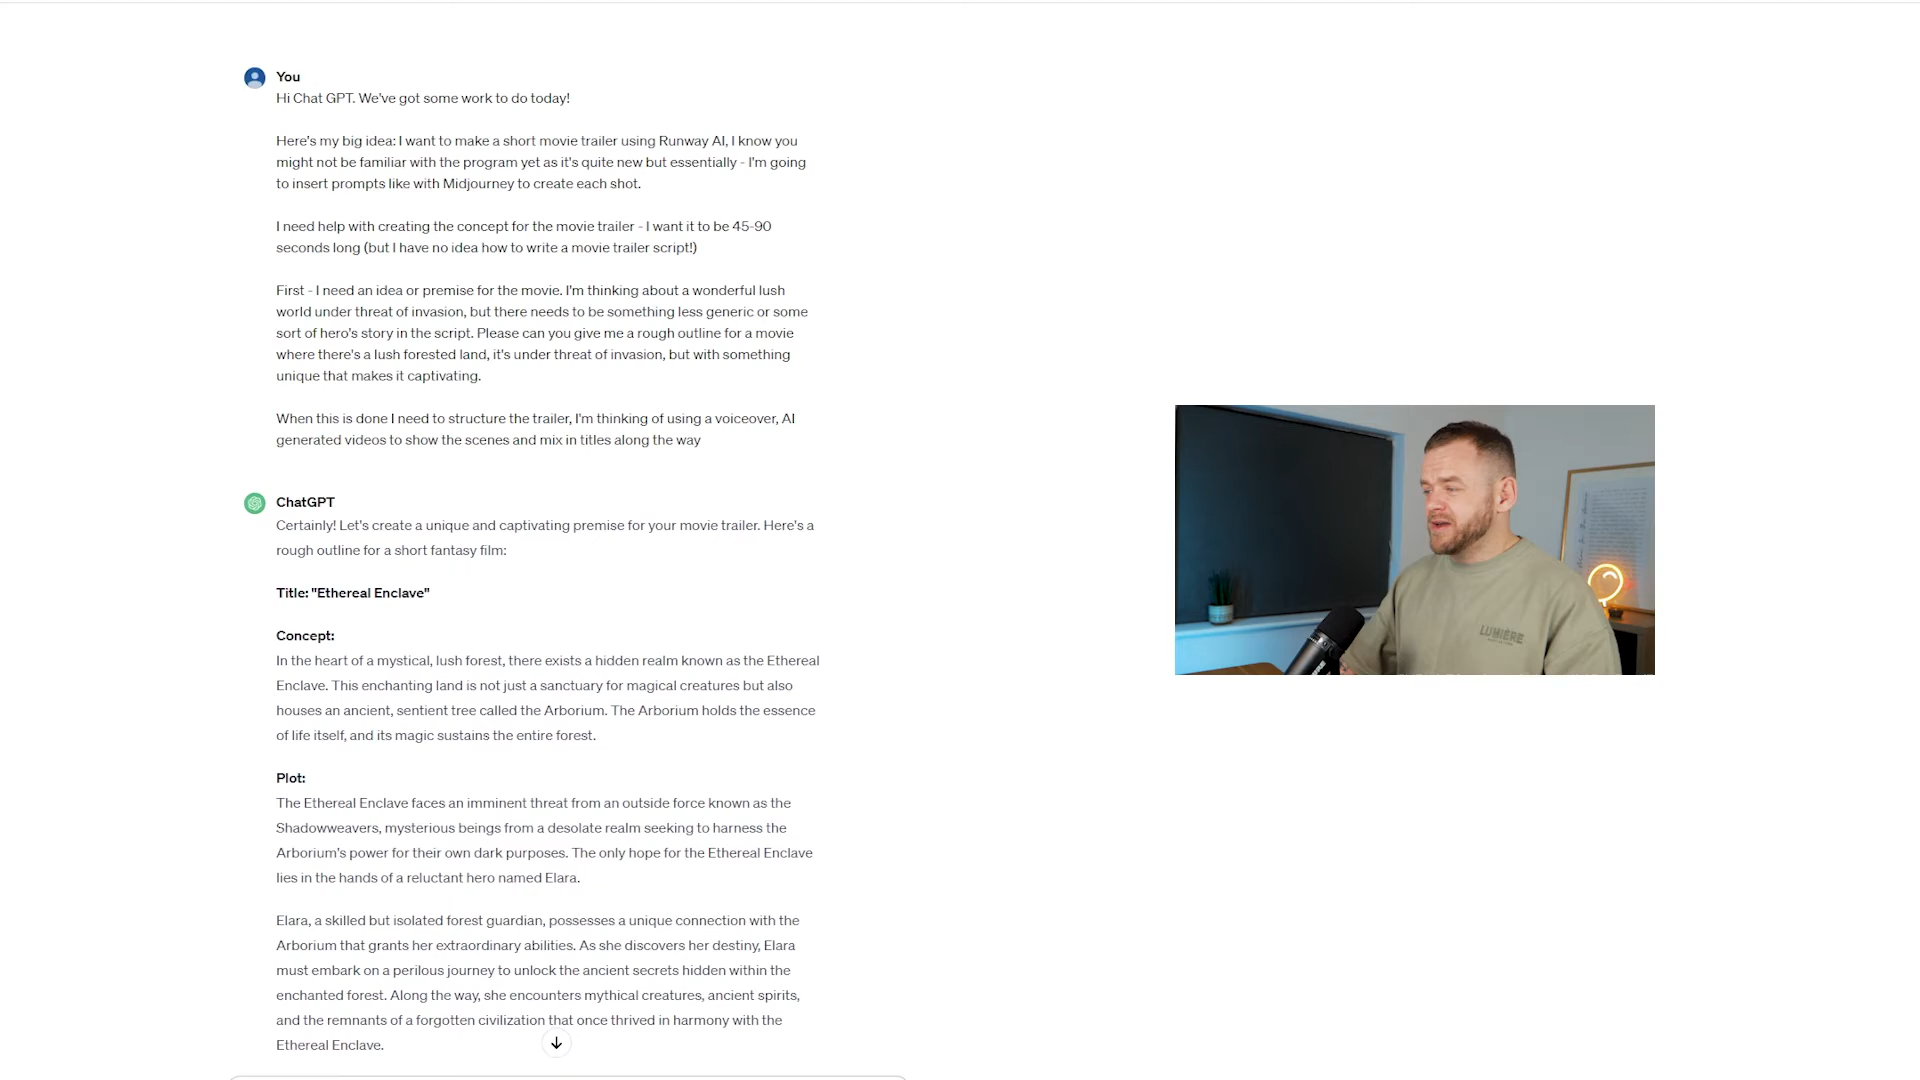 You
Hi Chat GPT. We've got some work to do today!
Here's my big idea: I want to make a short movie trailer using Runway AI, I know you
might not be familiar with the program yet as it's quite new but essentially - I'm going
to insert prompts like with Midjourney to create each shot.
I need help with creating the concept for the movie trailer - I want it to be 45-90
seconds long (but I have no idea how to write a movie trailer script!)
First - I need an idea or premise for the movie. I'm thinking about a wonderful lush
world under threat of invasion, but there needs to be something less generic or some
sort of hero's story in the script. Please can you give me a rough outline for a movie
where there's a lush forested land, it's under threat of invasion, but with something
unique that makes it captivating.
When this is done I need to structure the trailer, I'm thinking of using a voiceover, AI
generated videos to show the scenes and mix in titles along the way
ChatGPT
Certainly! Let's create a unique and captivating premise for your movie trailer. Here's a
rough outline for a short fantasy film:
Title: "Ethereal Enclave"
Concept:
In the heart of a mystical, lush forest, there exists a hidden realm known as the Ethereal
Enclave. This enchanting land is not just a sanctuary for magical creatures but also
houses an ancient, sentient tree called the Arborium. The Arborium holds the essence
of life itself, and its magic sustains the entire forest.
Plot:
The Ethereal Enclave faces an imminent threat from an outside force known as the
Shadowweavers, mysterious beings from a desolate realm seeking to harness the
Arborium's power for their own dark purposes. The only hope for the Ethereal Enclave
lies in the hands of a reluctant hero named Elara.
Elara, a skilled but isolated forest guardian, possesses a unique connection with the
Arborium that grants her extraordinary abilities. As she discovers her destiny, Elara
must embark on a perilous journey to unlock the ancient secrets hidden within the
enchanted forest. Along the way, she encounters mythical creatures, ancient spirits,
and the remnants of a forgotten civilization that once thrived in harmony with the
Ethereal Enclave.
LUMIÈRE